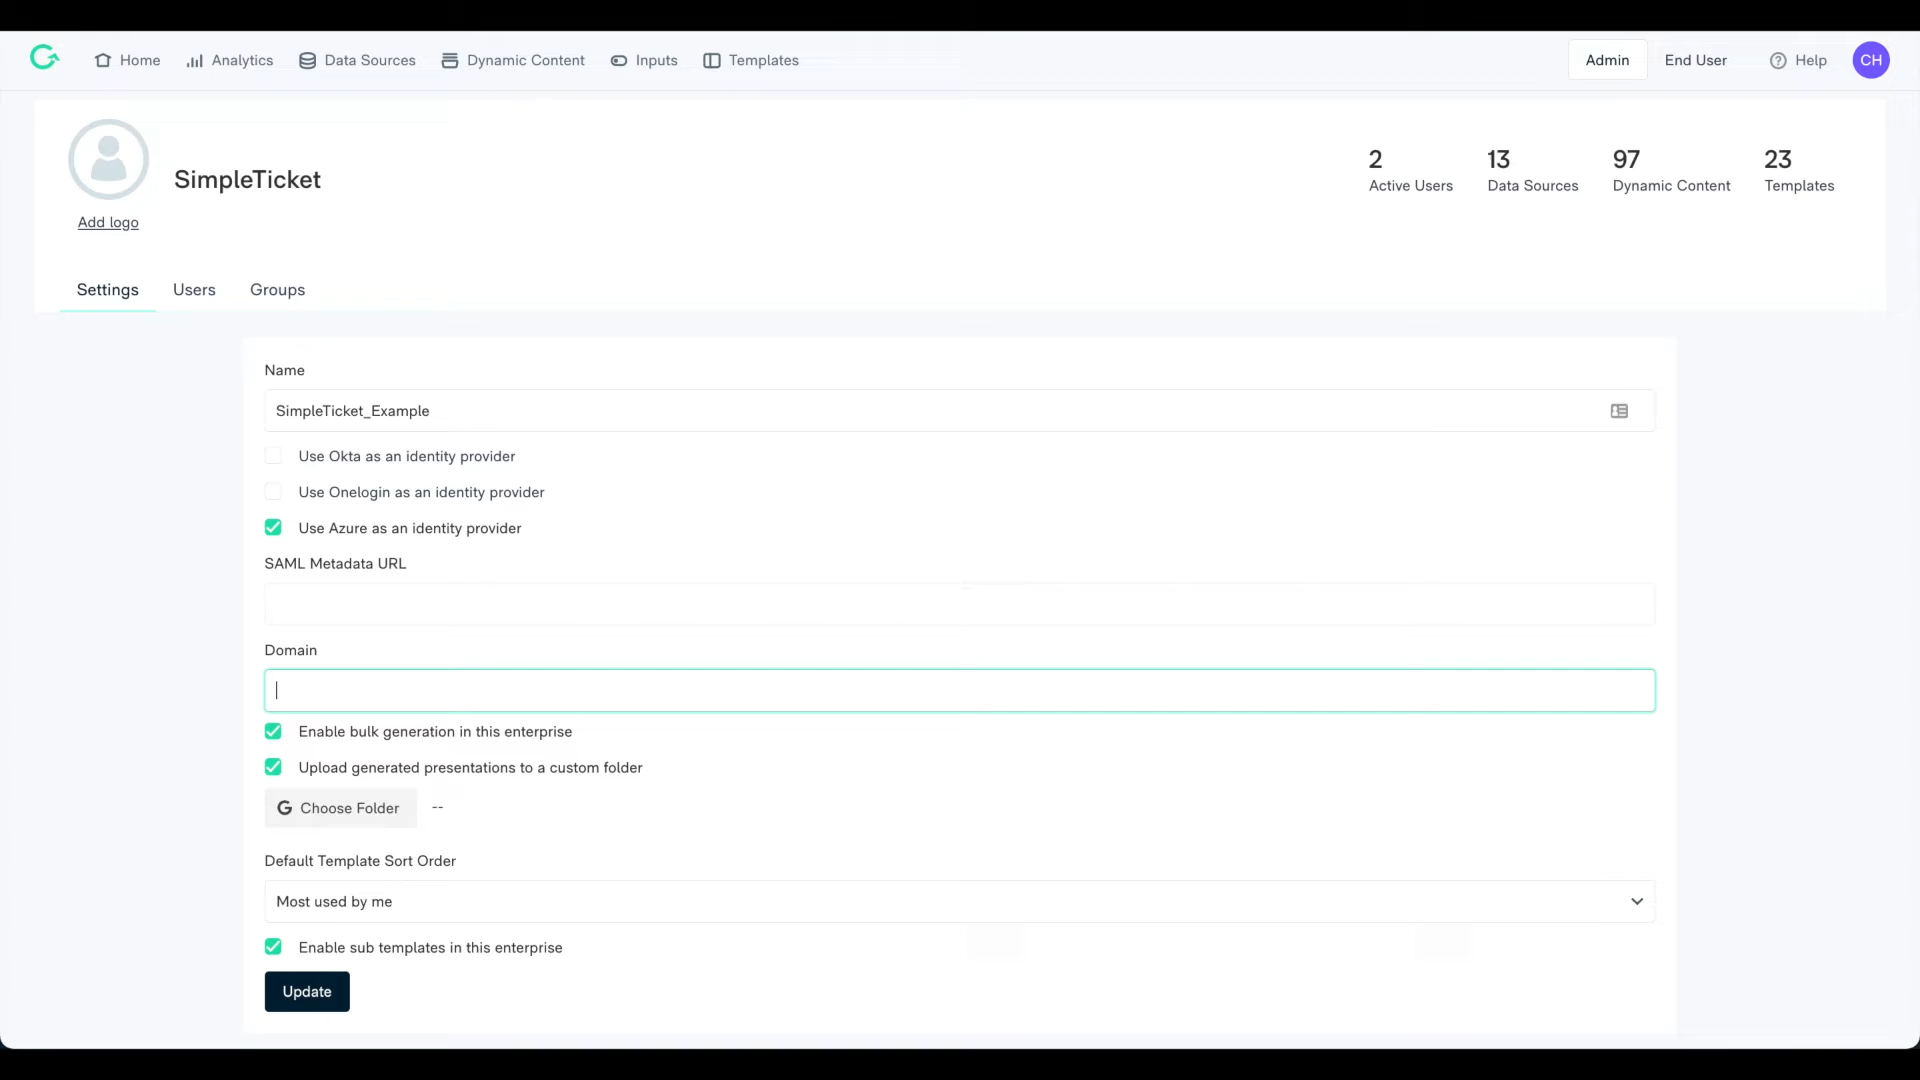 Home Analytics Data Sources Dynamic Content Inputs Templates Admin End User Help CH
SimpleTicket
Add logo
2 Active Users
13 Data Sources
97 Dynamic Content
23 Templates
Settings Users Groups
Name
SimpleTicket_Example
Use Okta as an identity provider
Use Onelogin as an identity provider
Use Azure as an identity provider
SAML Metadata URL
Domain
Enable bulk generation in this enterprise
Upload generated presentations to a custom folder
G Choose Folder --
Default Template Sort Order
Most used by me
Enable sub templates in this enterprise
Update